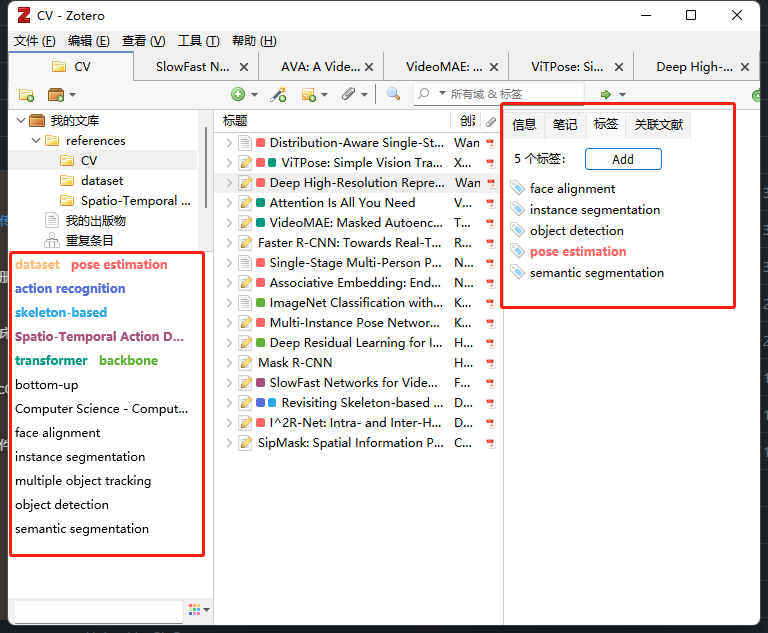 CV - Zotero
文件 (F) 编辑 (E) 查看 (V) 工具 (T) 帮助 (H)
CV SlowFast N... AVA: A Vide... VideoMAE: ... ViTPose: Si... Deep High-...
所有域 & 标签
我的文库
references
CV
dataset
Spatio-Temporal ...
我的出版物
重复条目
dataset pose estimation
action recognition
skeleton-based
Spatio-Temporal Action D...
transformer backbone
bottom-up
Computer Science - Comput...
face alignment
instance segmentation
multiple object tracking
object detection
semantic segmentation
标题
Distribution-Aware Single-St... Wan
ViTPose: Simple Vision Tra... X...
Deep High-Resolution Repre... Wan
Attention Is All You Need V...
VideoMAE: Masked Autoenc... T...
Faster R-CNN: Towards Real-T... R...
Single-Stage Multi-Person P... N...
Associative Embedding: End... N...
ImageNet Classification with... K...
Multi-Instance Pose Networ... K...
Deep Residual Learning for I... H...
Mask R-CNN H...
SlowFast Networks for Vide... F...
Revisiting Skeleton-based ... D...
I^2R-Net: Intra- and Inter-H... D...
SipMask: Spatial Information P... C...
信息 笔记 标签 关联文献
5 个标签: Add
face alignment
instance segmentation
object detection
pose estimation
semantic segmentation